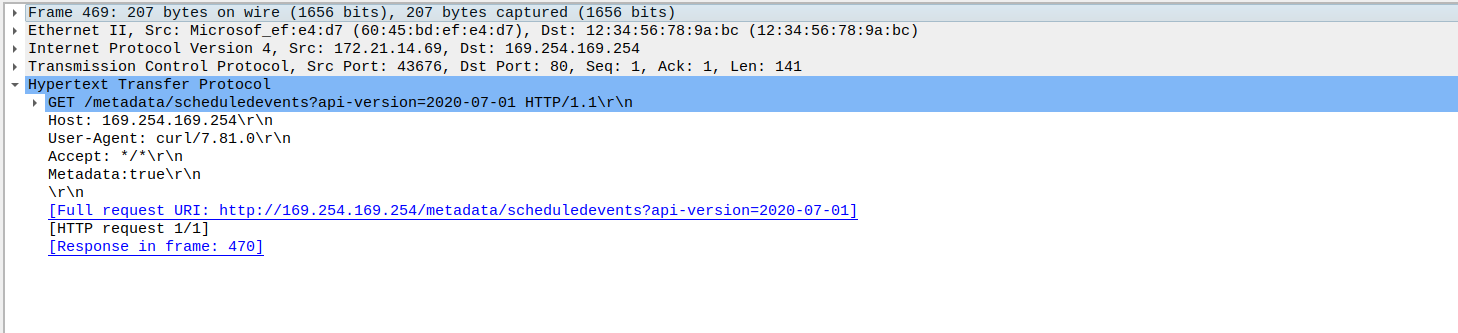 Frame 469: 207 bytes on wire (1656 bits), 207 bytes captured (1656 bits)
Ethernet II, Src: Microsof_ef:e4:d7 (60:45:bd:ef:e4:d7), Dst: 12:34:56:78:9a:bc (12:34:56:78:9a:bc)
Internet Protocol Version 4, Src: 172.21.14.69, Dst: 169.254.169.254
Transmission Control Protocol, Src Port: 43676, Dst Port: 80, Seq: 1, Ack: 1, Len: 141
Hypertext Transfer Protocol
GET /metadata/scheduledevents?api-version=2020-07-01 HTTP/1.1\r\n
Host: 169.254.169.254\r\n
User-Agent: curl/7.81.0\r\n
Accept: */*\r\n
Metadata:true\r\n
\r\n
[Full request URI: http://169.254.169.254/metadata/scheduledevents?api-version=2020-07-01]
[HTTP request 1/1]
[Response in frame: 470]